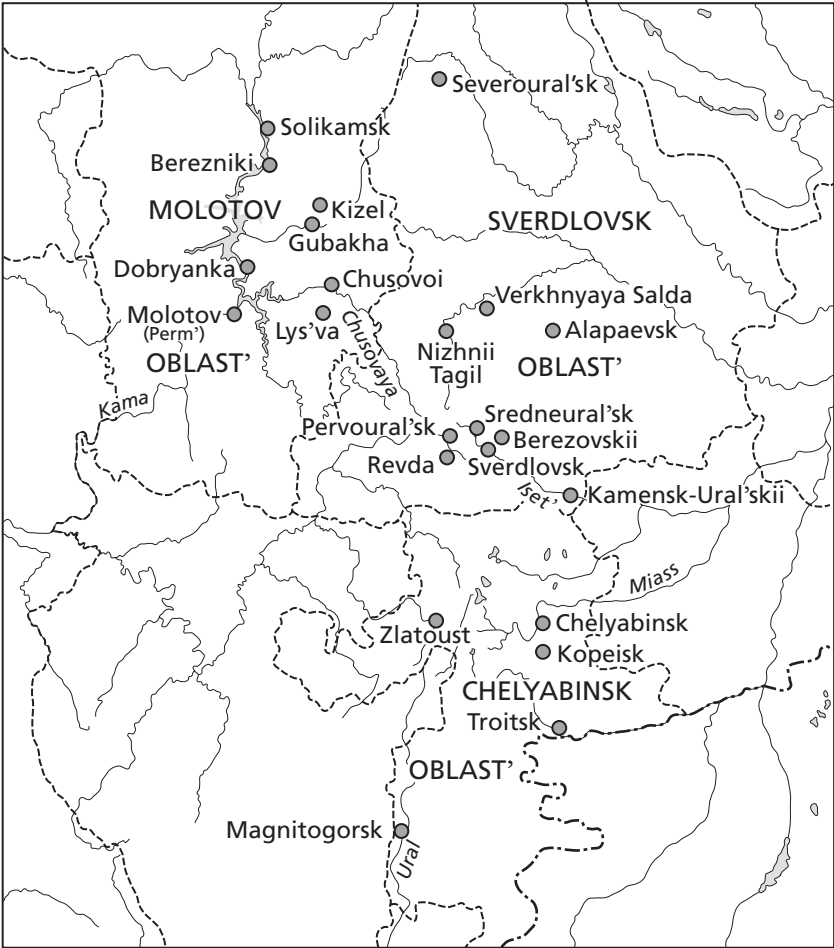 Severoural'sk
Solikamsk
Berezniki
MOLOTOV
Kizel
SVERDLOVSK
Gubakha
Dobryanka
Chusovoi
Verkhnyaya Salda
Molotov
(Perm')
Lys'va
Chusovaya
Alapaevsk
Nizhnii
Tagil
OBLAST’
OBLAST’
Kama
Sredneural'sk
Pervoural'sk
Berezovskii
Revda
Sverdlovsk
Iset'
Kamensk-Ural'skii
Miass
Chelyabinsk
Zlatoust
Kopeisk
CHELYABINSK
Troitsk
OBLAST’
Magnitogorsk
Ural